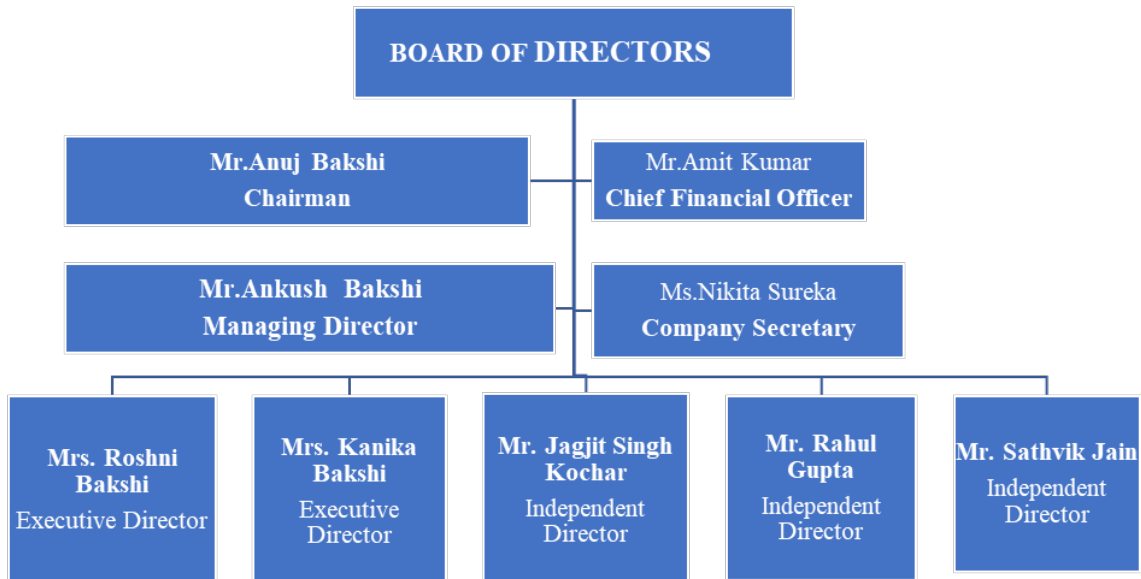 BOARD OF DIRECTORS
Mr.Anuj Bakshi
Chairman
Mr.Amit Kumar
Chief Financial Officer
Mr.Ankush Bakshi
Managing Director
Ms.Nikita Sureka
Company Secretary
Mrs. Roshni
Bakshi
Executive Director
Mrs. Kanika
Bakshi
Executive
Director
Mr. Jagjit Singh
Kochar
Independent
Director
Mr. Rahul
Gupta
Independent
Director
Mr. Sathvik Jain
Independent
Director